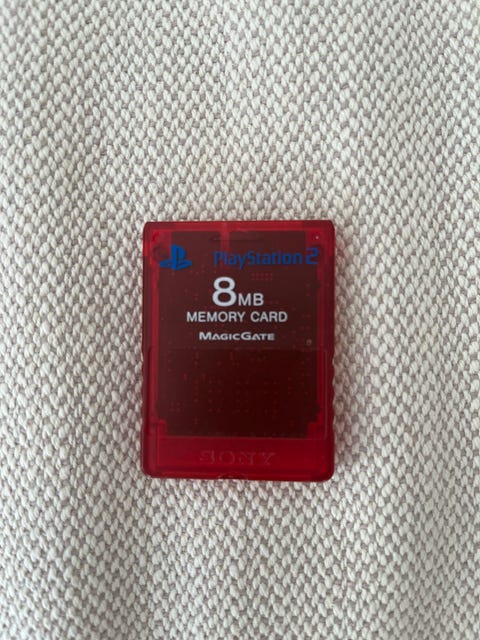 PlayStation 2
8MB
MEMORY CARD
MAGICGATE
SONY